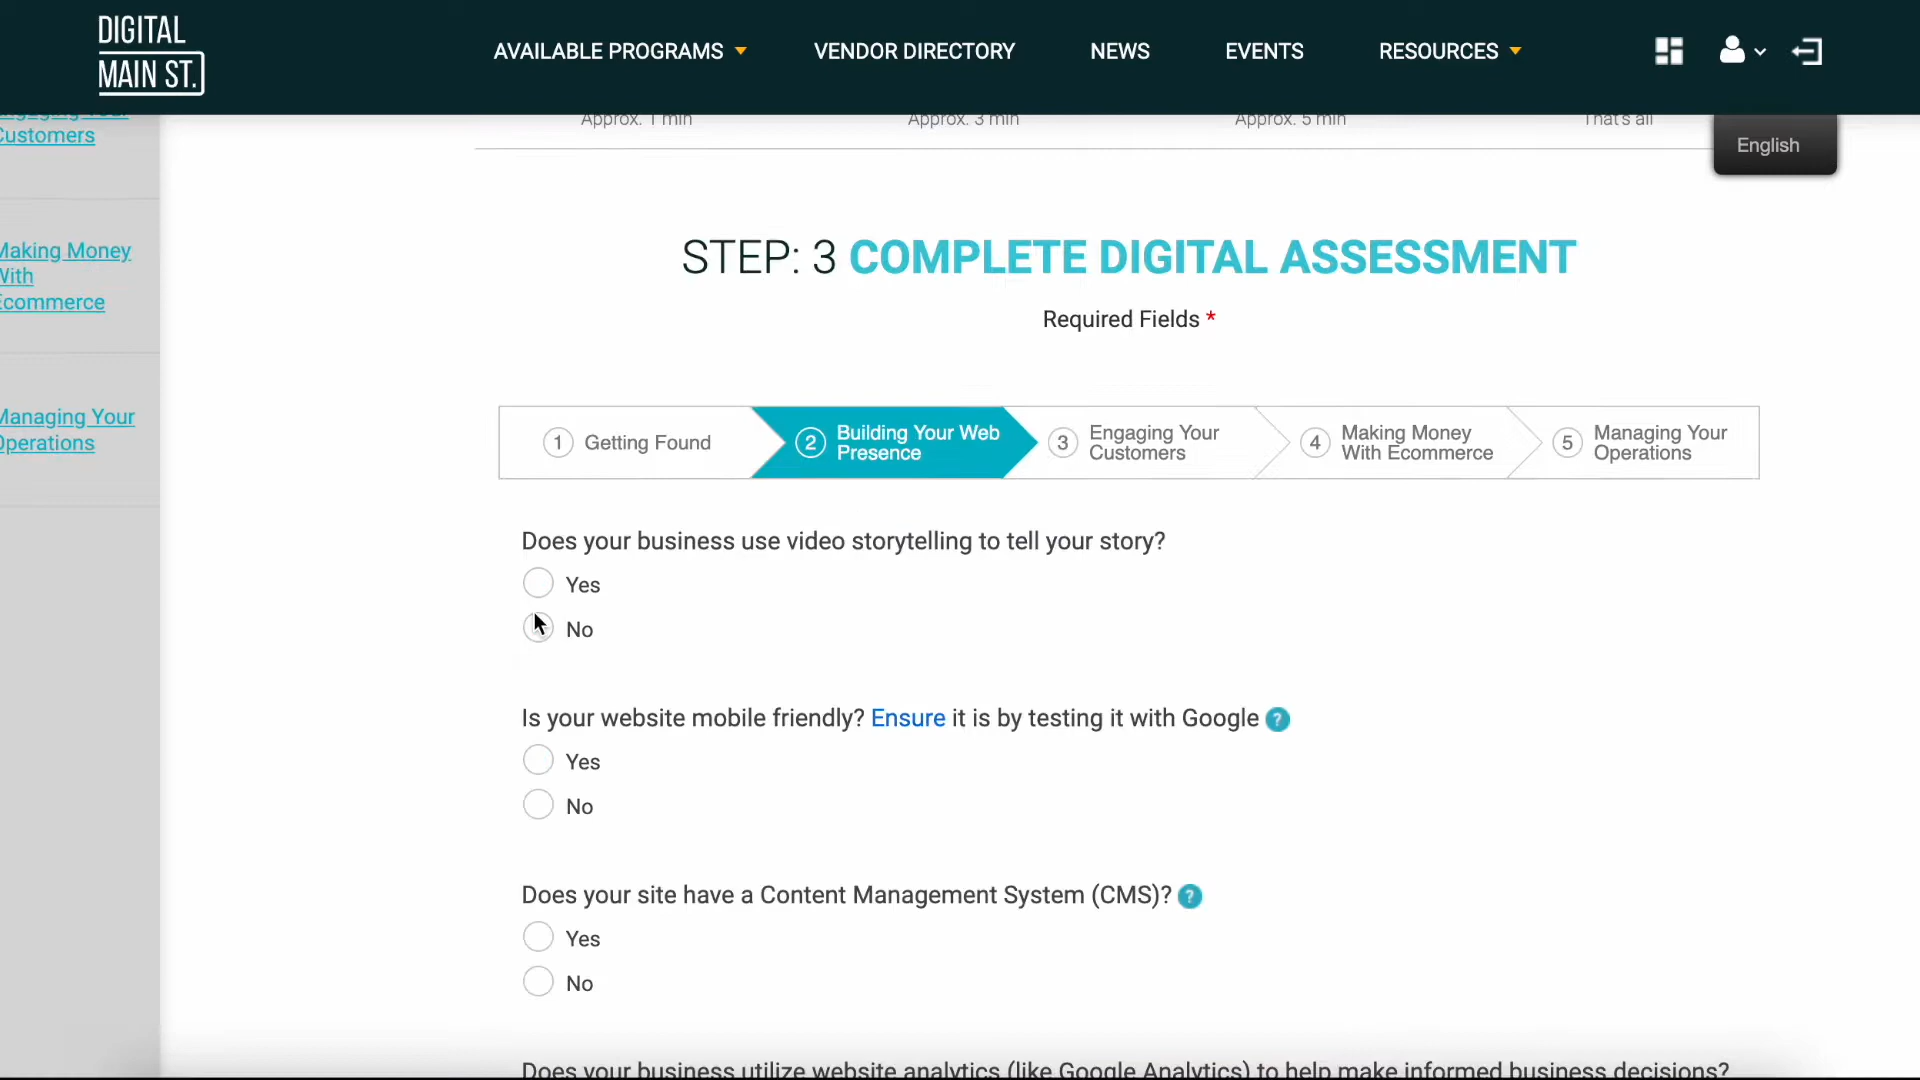 DIGITAL
MAIN ST.
AVAILABLE PROGRAMS
VENDOR DIRECTORY
NEWS
EVENTS
RESOURCES
Engaging Your
Customers
Making Money
With
Ecommerce
Managing Your
Operations
Approx. 1 min
Approx. 3 min
Approx. 5 min
That's all
English
STEP: 3 COMPLETE DIGITAL ASSESSMENT
Required Fields *
1 Getting Found
2 Building Your Web
Presence
3 Engaging Your
Customers
4 Making Money
With Ecommerce
5 Managing Your
Operations
Does your business use video storytelling to tell your story?
Yes
No
Is your website mobile friendly? Ensure it is by testing it with Google ?
Yes
No
Does your site have a Content Management System (CMS)? ?
Yes
No
Does your business utilize website analytics (like Google Analytics) to help make informed business decisions?